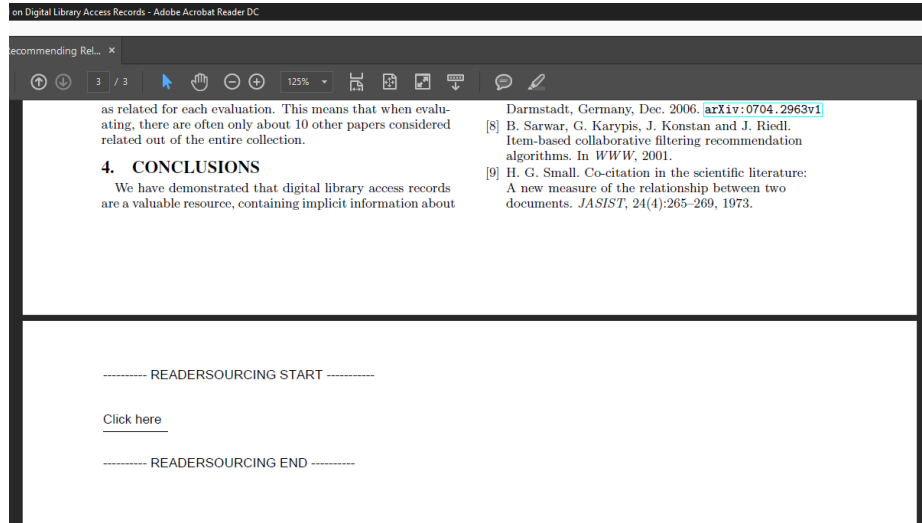 on Digital Library Access Records - Adobe Acrobat Reader DC
ecommending Rel... ×
3 / 3
125%
as related for each evaluation. This means that when evalu-
ating, there are often only about 10 other papers considered
related out of the entire collection.
4. CONCLUSIONS
We have demonstrated that digital library access records
are a valuable resource, containing implicit information about
Darmstadt, Germany, Dec. 2006. arXiv:0704.2963v1
[8] B. Sarwar, G. Karypis, J. Konstan and J. Riedl.
Item-based collaborative filtering recommendation
algorithms. In WWW, 2001.
[9] H. G. Small. Co-citation in the scientific literature:
A new measure of the relationship between two
documents. JASIST, 24(4):265–269, 1973.
---------- READERSOURCING START -----------
Click here
---------- READERSOURCING END ----------